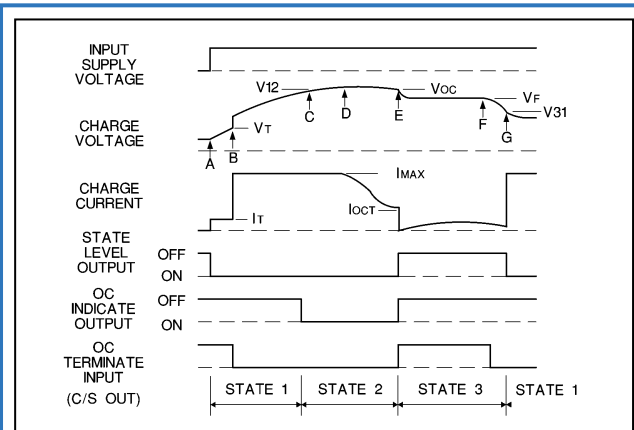 INPUT
SUPPLY
VOLTAGE
V12
VOC
VF
V31
C
D
E
F
G
CHARGE
VOLTAGE
VT
A
B
CHARGE
CURRENT
IMAX
IOCT
IT
STATE
LEVEL
OUTPUT
OFF
ON
OC
INDICATE
OUTPUT
OFF
ON
OC
TERMINATE
INPUT
(C/S OUT)
STATE 1
STATE 2
STATE 3
STATE 1